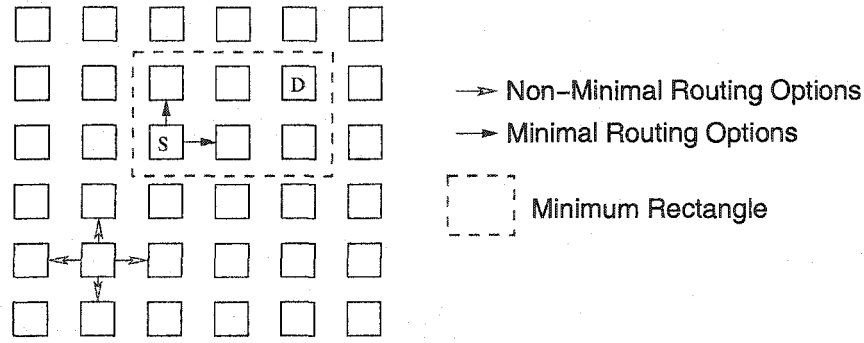 D
Non-Minimal Routing Options
S
Minimal Routing Options
Minimum Rectangle